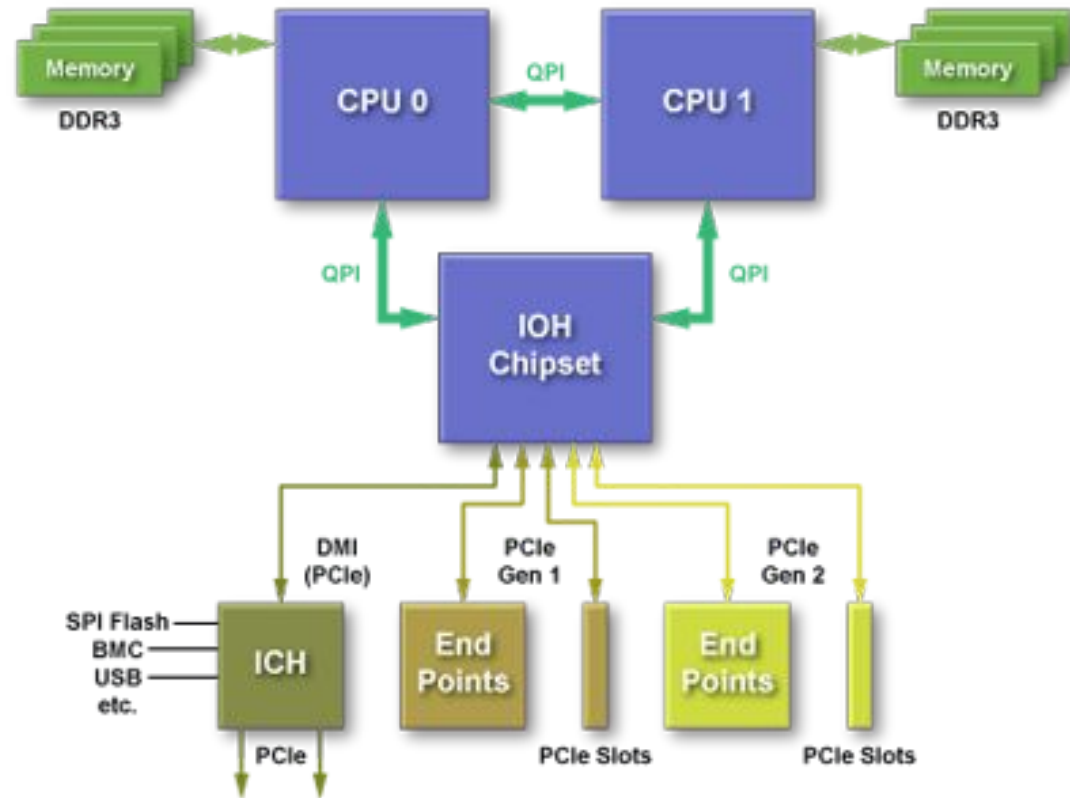 Memory
DDR3
CPU 0
QPI
CPU 1
Memory
DDR3
QPI
QPI
IOH
Chipset
DMI
(PCIe)
PCIe
Gen 1
PCIe
Gen 2
SPI Flash
BMC
USB
etc.
ICH
End
Points
End
Points
PCIe
PCIe Slots
PCIe Slots